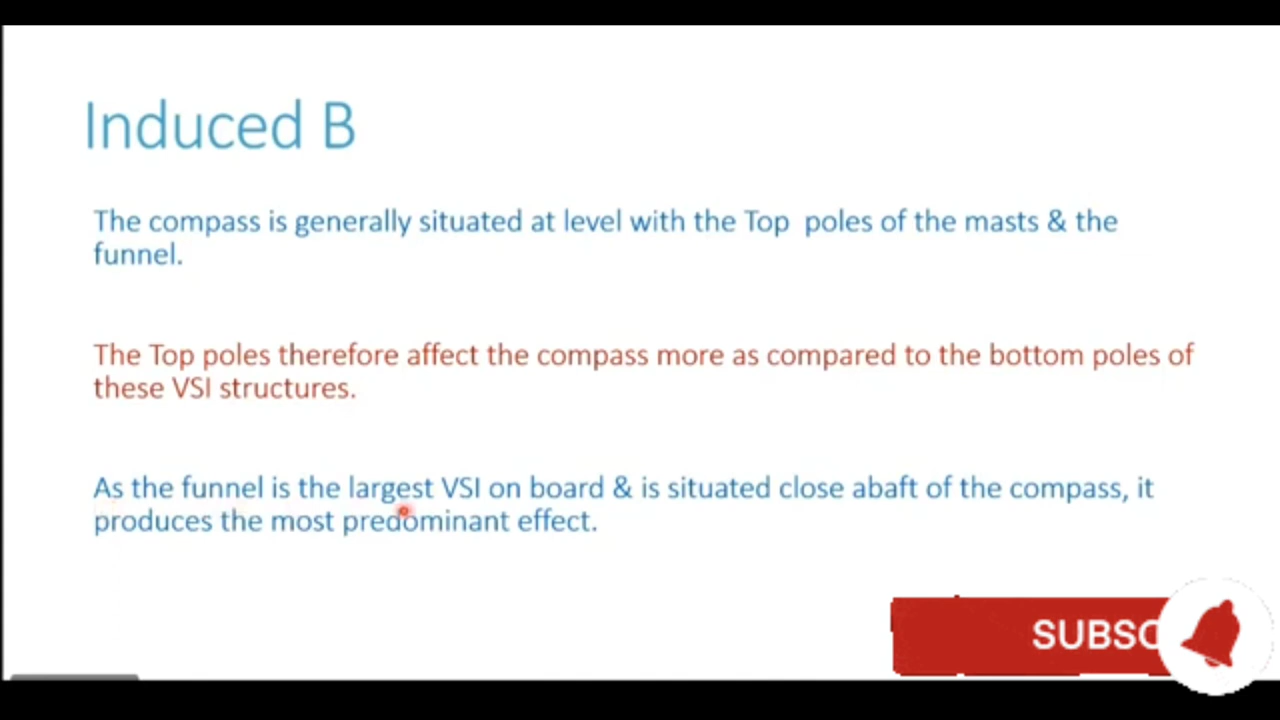 Induced B
The compass is generally situated at level with the Top poles of the masts & the
funnel.
The Top poles therefore affect the compass more as compared to the bottom poles of
these VSI structures.
As the funnel is the largest VSI on board & is situated close abaft of the compass, it
produces the most predominant effect.
SUBSC